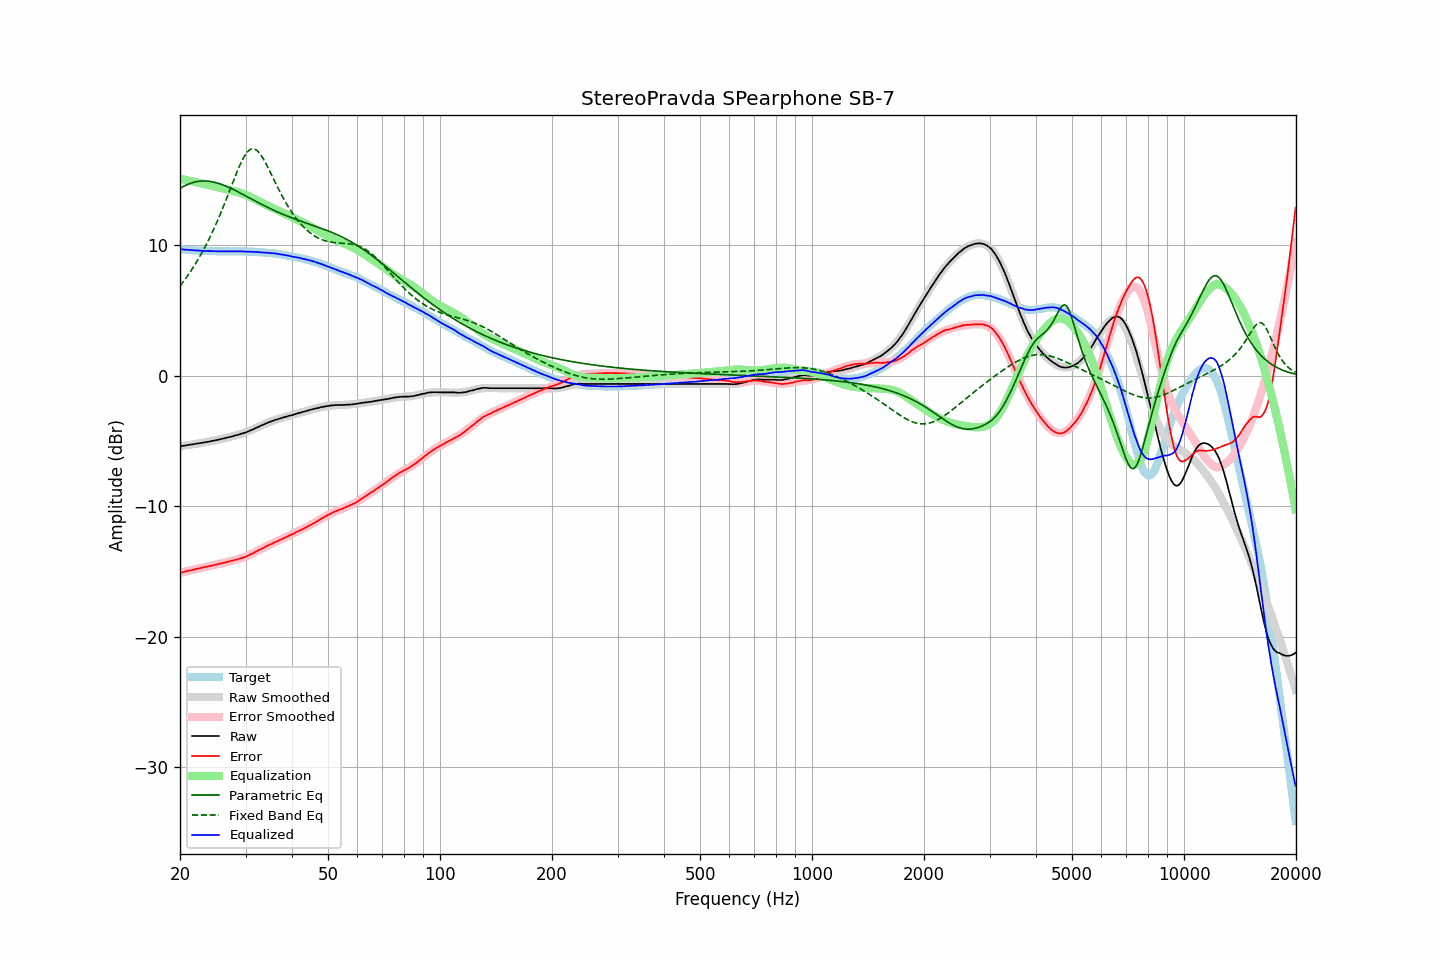 StereoPravda SPearphone SB-7
Amplitude (dBr)
10
0
−10
−20
−30
Target
Raw Smoothed
Error Smoothed
Raw
Error
Equalization
Parametric Eq
Fixed Band Eq
Equalized
20 50 100 200 500 1000 2000 5000 10000 20000
Frequency (Hz)